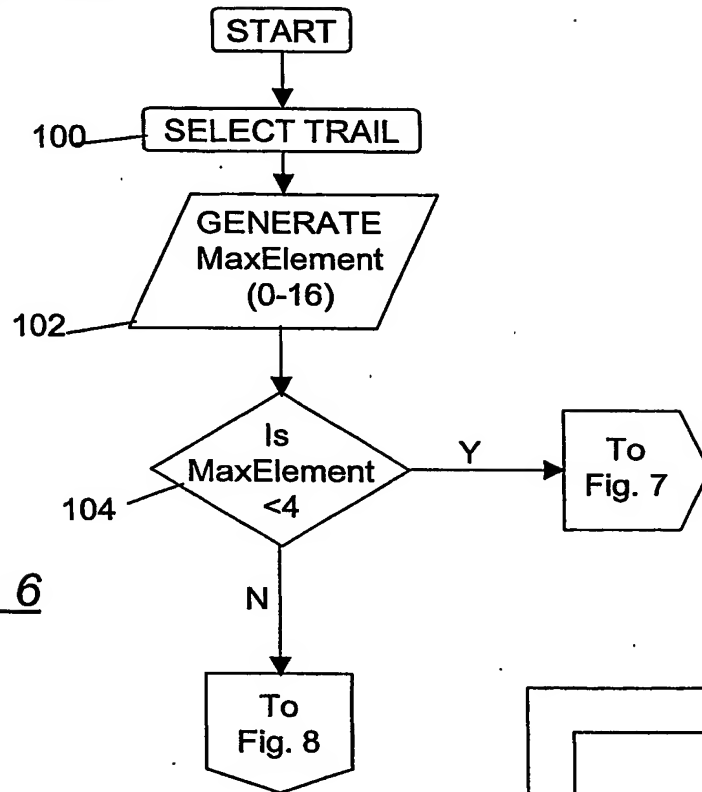 START
100
SELECT TRAIL
GENERATE
MaxElement
(0-16)
102
Is
MaxElement
<4
104
Y
To
Fig. 7
N
6
To
Fig. 8